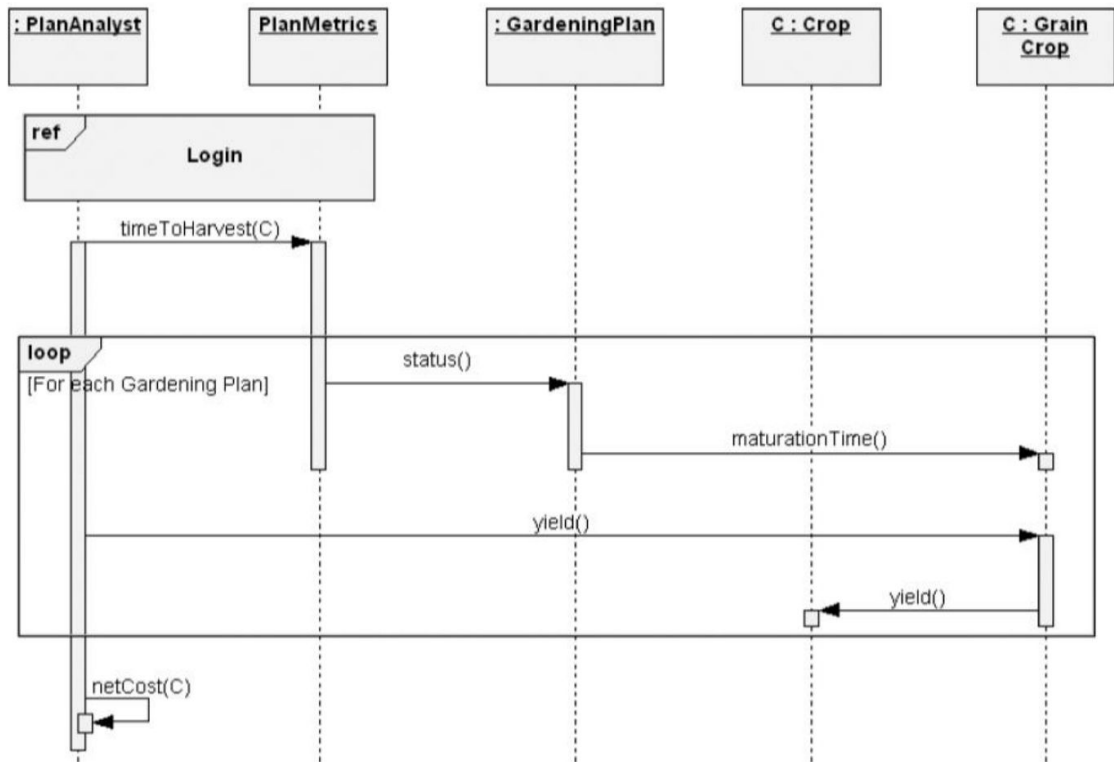 : PlanAnalyst
PlanMetrics
: GardeningPlan
C : Crop
C : Grain
Crop
ref
Login
timeToHarvest(C)
loop
[For each Gardening Plan]
status()
maturationTime()
yield()
yield()
netCost(C)